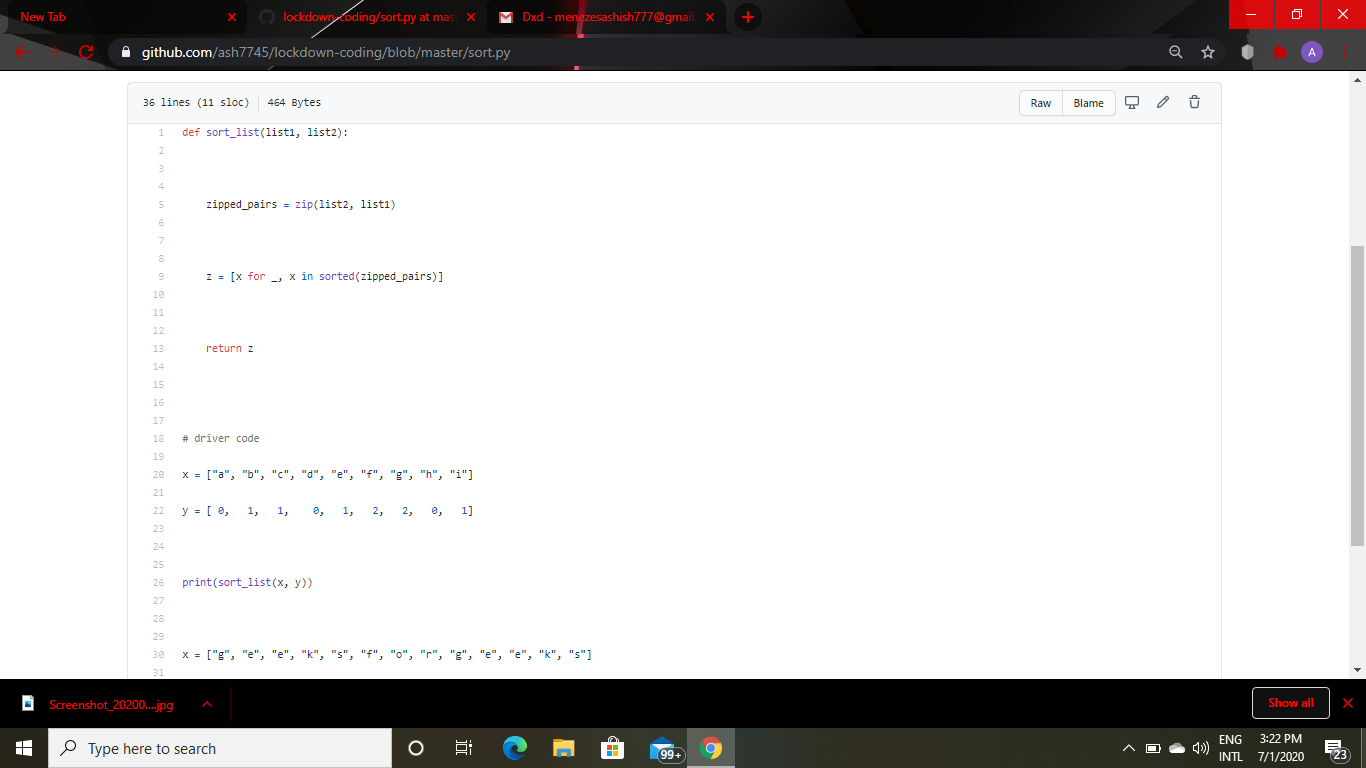 New Tab
lockdown-coding/sort.py at mast
Dxd - menezesashish777@gmail.
github.com/ash7745/lockdown-coding/blob/master/sort.py
A
36 lines (11 sloc) 464 Bytes
Raw Blame
1 def sort_list(list1, list2):
2
3
4
5 zipped_pairs = zip(list2, list1)
6
7
8
9 z = [x for _, x in sorted(zipped_pairs)]
10
11
12
13 return z
14
15
16
17
18 # driver code
19
20 x = ["a", "b", "c", "d", "e", "f", "g", "h", "i"]
21
22 y = [ 0, 1, 1, 0, 1, 2, 2, 0, 1]
23
24
25
26 print(sort_list(x, y))
27
28
29
30 x = ["g", "e", "e", "k", "s", "f", "o", "r", "g", "e", "e", "k", "s"]
31
Screenshot_20200....jpg
Show all
Type here to search
99+
ENG
INTL
3:22 PM
7/1/2020
23